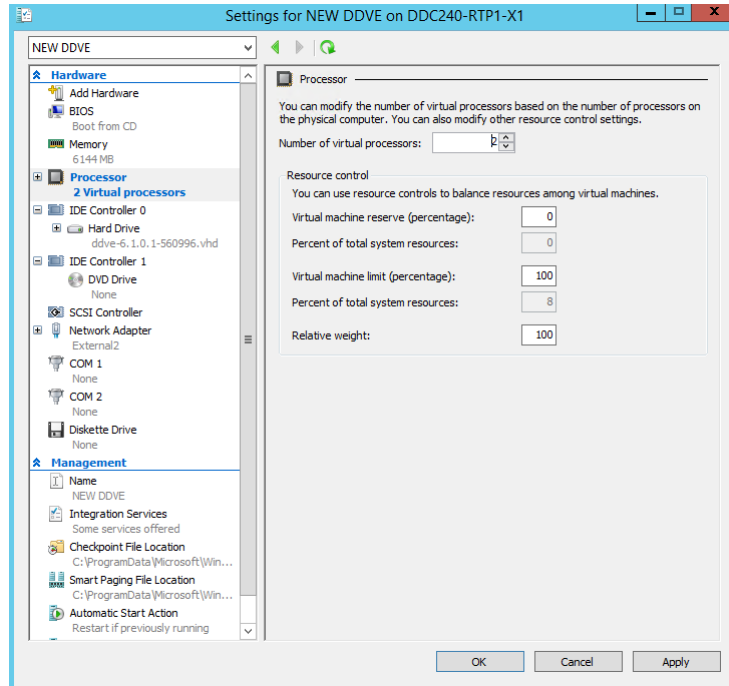 Settings for NEW DDVE on DDC240-RTP1-X1
NEW DDVE
Hardware
Add Hardware
BIOS
Boot from CD
Memory
6144 MB
Processor
2 Virtual processors
IDE Controller 0
Hard Drive
ddve-6.1.0.1-560996.vhd
IDE Controller 1
DVD Drive
None
SCSI Controller
Network Adapter
External2
COM 1
None
COM 2
None
Diskette Drive
None
Management
Name
NEW DDVE
Integration Services
Some services offered
Checkpoint File Location
C:\ProgramData\Microsoft\Win...
Smart Paging File Location
C:\ProgramData\Microsoft\Win...
Automatic Start Action
Restart if previously running
Processor
You can modify the number of virtual processors based on the number of processors on
the physical computer. You can also modify other resource control settings.
Number of virtual processors: 2
Resource control
You can use resource controls to balance resources among virtual machines.
Virtual machine reserve (percentage): 0
Percent of total system resources: 0
Virtual machine limit (percentage): 100
Percent of total system resources: 8
Relative weight: 100
OK Cancel Apply